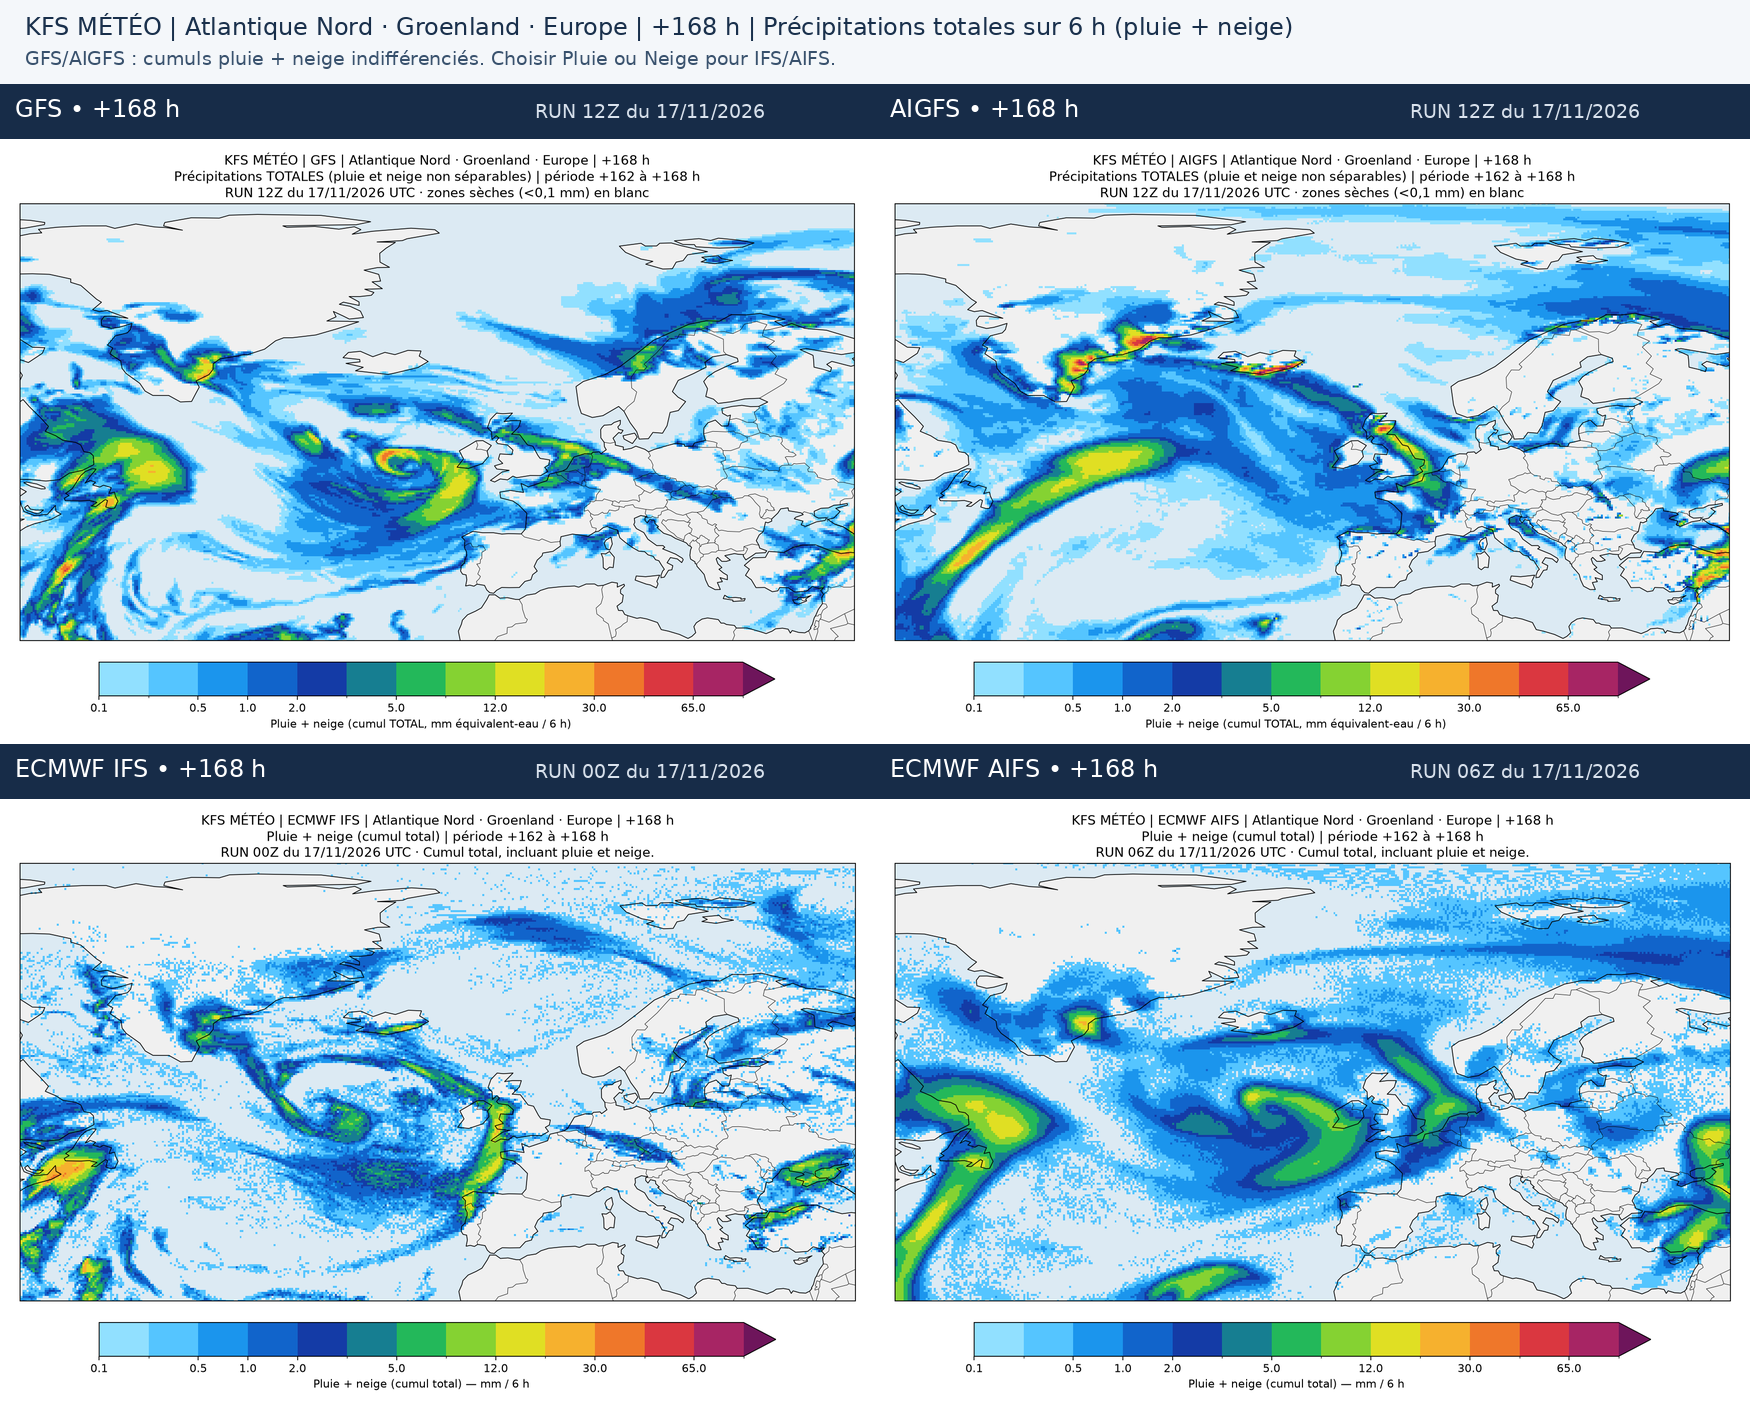 KFS MÉTÉO | Atlantique Nord · Groenland · Europe | +168 h | Précipitations totales sur 6 h (pluie + neige)
GFS/AIGFS : cumuls pluie + neige indifférenciés. Choisir Pluie ou Neige pour IFS/AIFS.
GFS • +168 h RUN 12Z du 17/11/2026
KFS MÉTÉO | GFS | Atlantique Nord · Groenland · Europe | +168 h
Précipitations TOTALES (pluie et neige non séparables) | période +162 à +168 h
RUN 12Z du 17/11/2026 UTC · zones sèches (<0,1 mm) en blanc
0.1 0.5 1.0 2.0 5.0 12.0 30.0 65.0
Pluie + neige (cumul TOTAL, mm équivalent-eau / 6 h)
AIGFS • +168 h RUN 12Z du 17/11/2026
KFS MÉTÉO | AIGFS | Atlantique Nord · Groenland · Europe | +168 h
Précipitations TOTALES (pluie et neige non séparables) | période +162 à +168 h
RUN 12Z du 17/11/2026 UTC · zones sèches (<0,1 mm) en blanc
0.1 0.5 1.0 2.0 5.0 12.0 30.0 65.0
Pluie + neige (cumul TOTAL, mm équivalent-eau / 6 h)
ECMWF IFS • +168 h RUN 00Z du 17/11/2026
KFS MÉTÉO | ECMWF IFS | Atlantique Nord · Groenland · Europe | +168 h
Pluie + neige (cumul total) | période +162 à +168 h
RUN 00Z du 17/11/2026 UTC · Cumul total, incluant pluie et neige.
0.1 0.5 1.0 2.0 5.0 12.0 30.0 65.0
Pluie + neige (cumul total) — mm / 6 h
ECMWF AIFS • +168 h RUN 06Z du 17/11/2026
KFS MÉTÉO | ECMWF AIFS | Atlantique Nord · Groenland · Europe | +168 h
Pluie + neige (cumul total) | période +162 à +168 h
RUN 06Z du 17/11/2026 UTC · Cumul total, incluant pluie et neige.
0.1 0.5 1.0 2.0 5.0 12.0 30.0 65.0
Pluie + neige (cumul total) — mm / 6 h